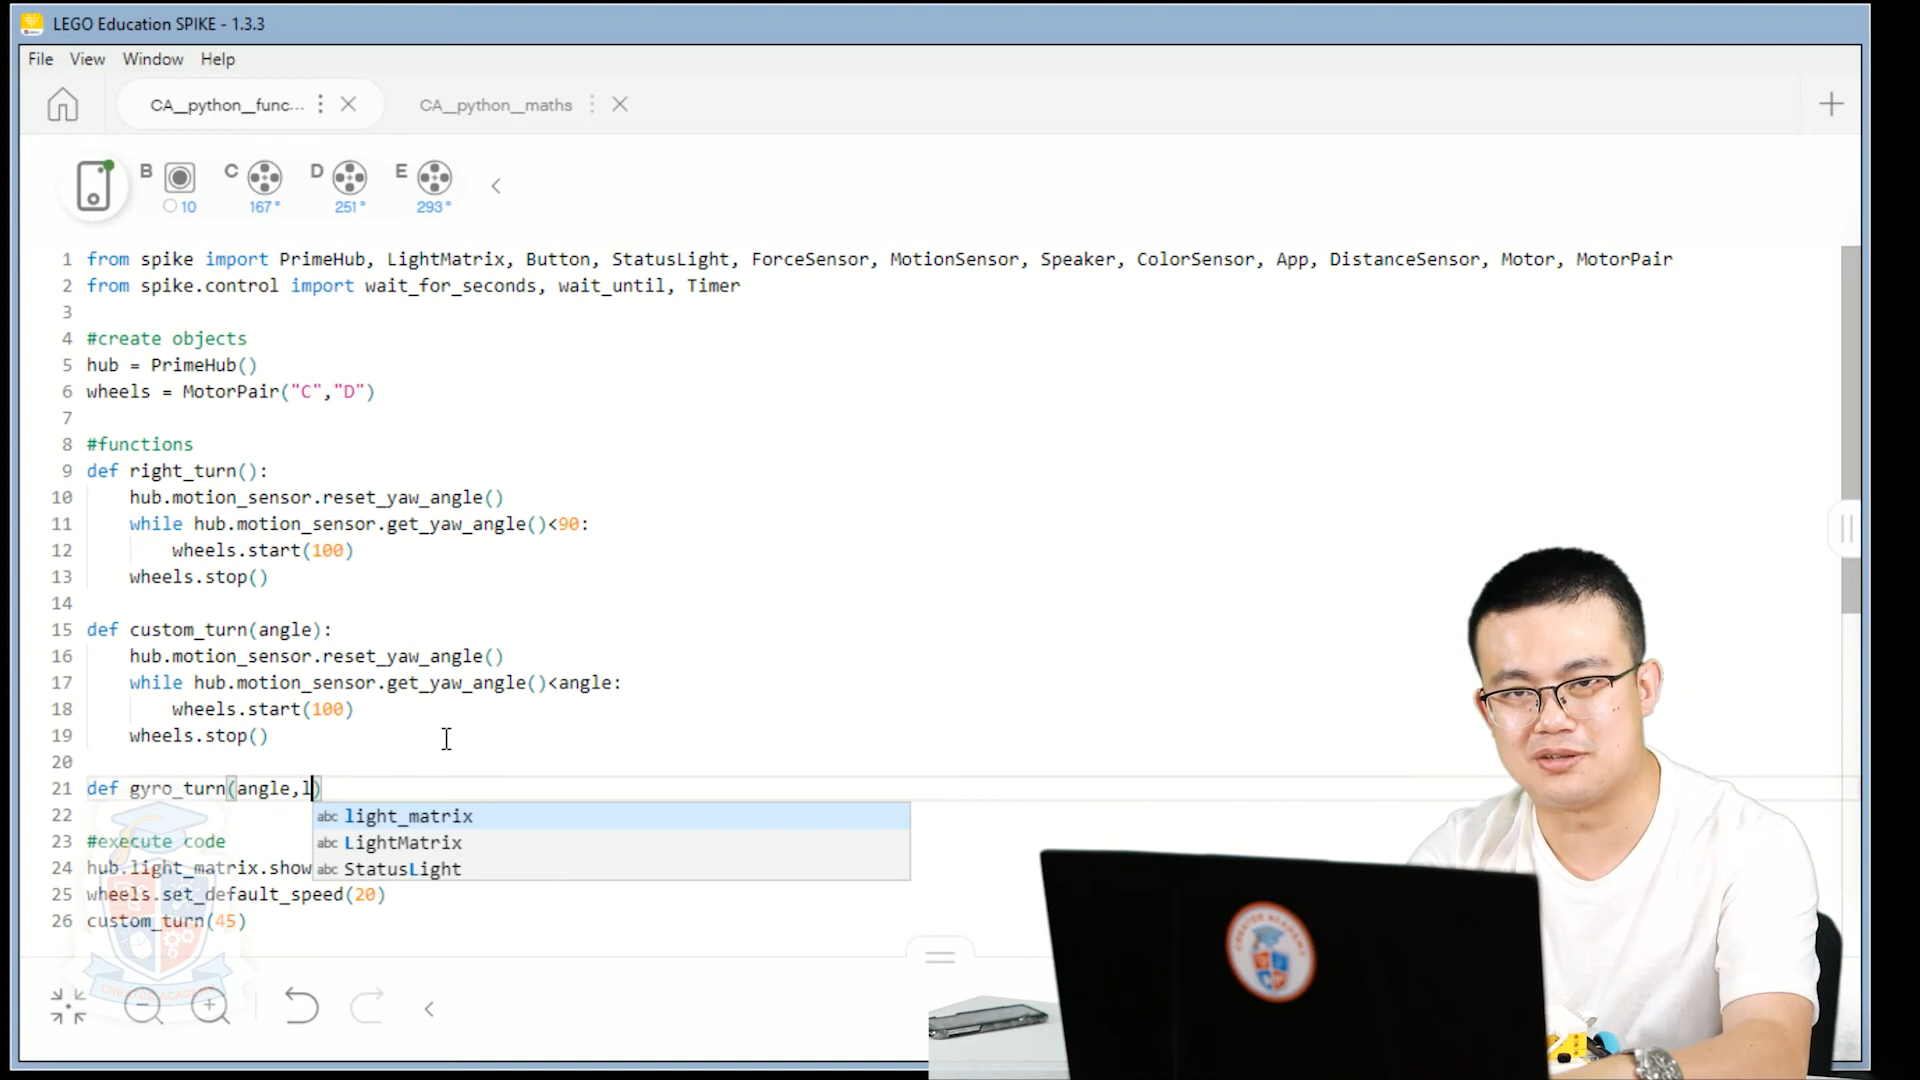 LEGO Education SPIKE - 1.3.3
File View Window Help
CA__python__func...
CA__python__maths
B C D E
10 167° 251° 293°
1 from spike import PrimeHub, LightMatrix, Button, StatusLight, ForceSensor, MotionSensor, Speaker, ColorSensor, App, DistanceSensor, Motor, MotorPair
2 from spike.control import wait_for_seconds, wait_until, Timer
3
4 #create objects
5 hub = PrimeHub()
6 wheels = MotorPair("C","D")
7
8 #functions
9 def right_turn():
10 hub.motion_sensor.reset_yaw_angle()
11 while hub.motion_sensor.get_yaw_angle()<90:
12 wheels.start(100)
13 wheels.stop()
14
15 def custom_turn(angle):
16 hub.motion_sensor.reset_yaw_angle()
17 while hub.motion_sensor.get_yaw_angle()<angle:
18 wheels.start(100)
19 wheels.stop()
20
21 def gyro_turn(angle,l)
22
abc light_matrix
23 #execute code
abc LightMatrix
24 hub.light_matrix.show
abc StatusLight
25 wheels.set_default_speed(20)
26 custom_turn(45)
CREATOR ACADEMY
CREATOR ACADEMY